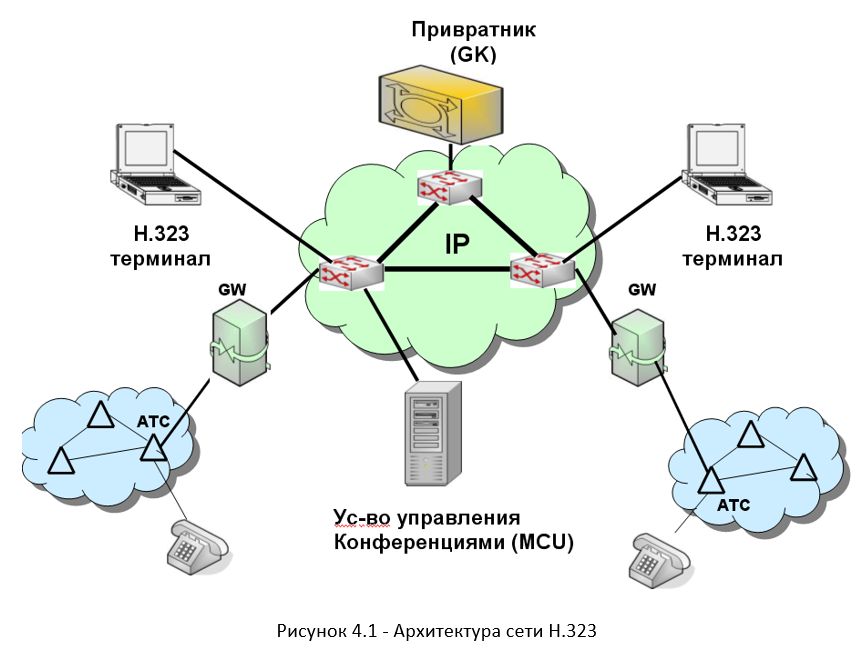 Привратник
(GK)
H.323
терминал
H.323
терминал
IP
GW
GW
АТС
АТС
Ус-во управления
Конференциями (MCU)
Рисунок 4.1 - Архитектура сети H.323